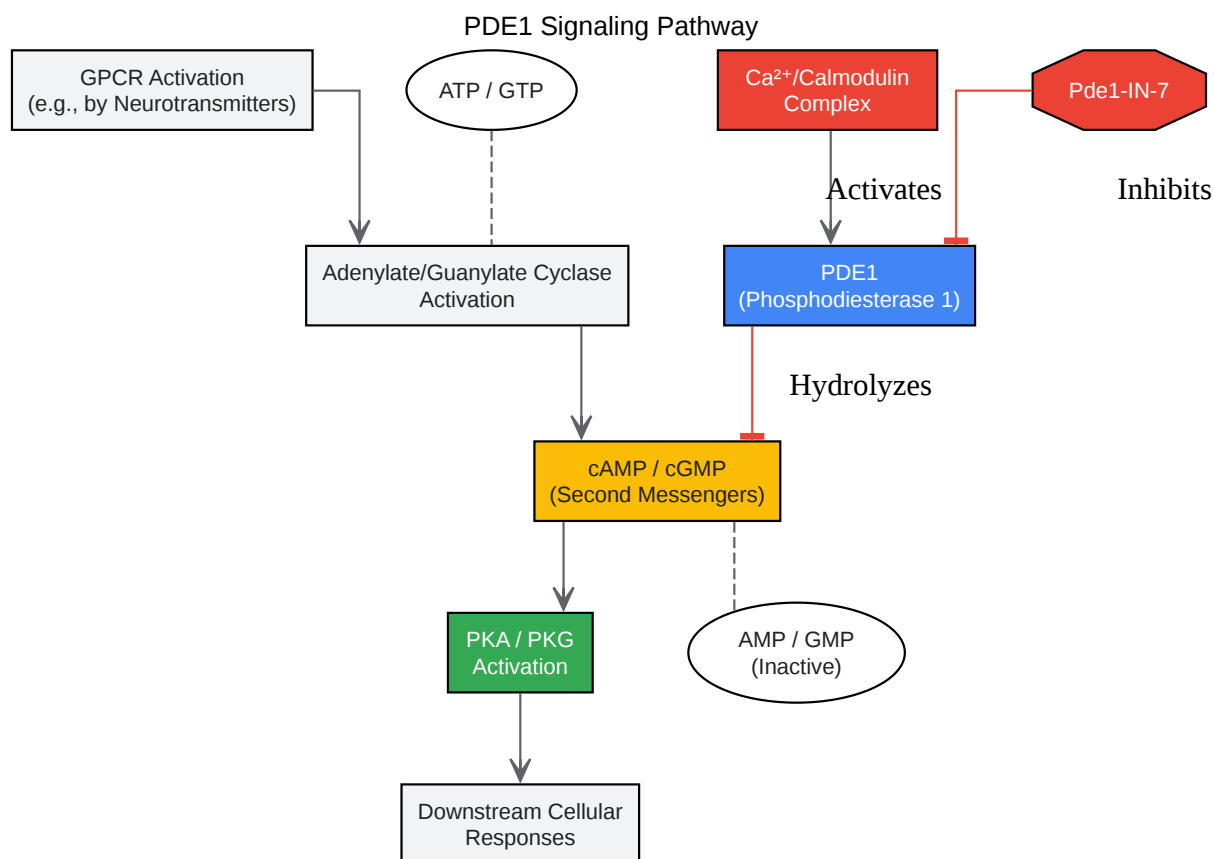 PDE1 Signaling Pathway
GPCR Activation
(e.g., by Neurotransmitters)
ATP / GTP
Ca²⁺/Calmodulin
Complex
Pde1-IN-7
Activates
Inhibits
Adenylate/Guanylate Cyclase
Activation
PDE1
(Phosphodiesterase 1)
Hydrolyzes
cAMP / cGMP
(Second Messengers)
PKA / PKG
Activation
AMP / GMP
(Inactive)
Downstream Cellular
Responses